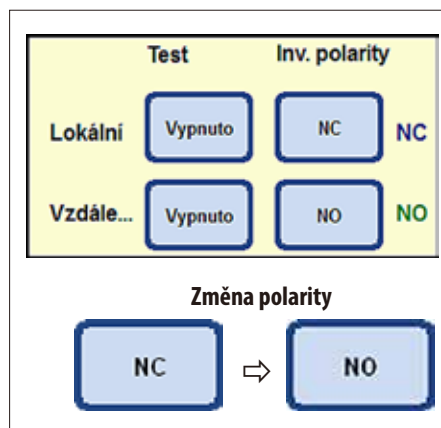 Test Inv. polarity
Lokální Vypnuto NC NC
Vzdále... Vypnuto NO NO
Změna polarity
NC ⇨ NO